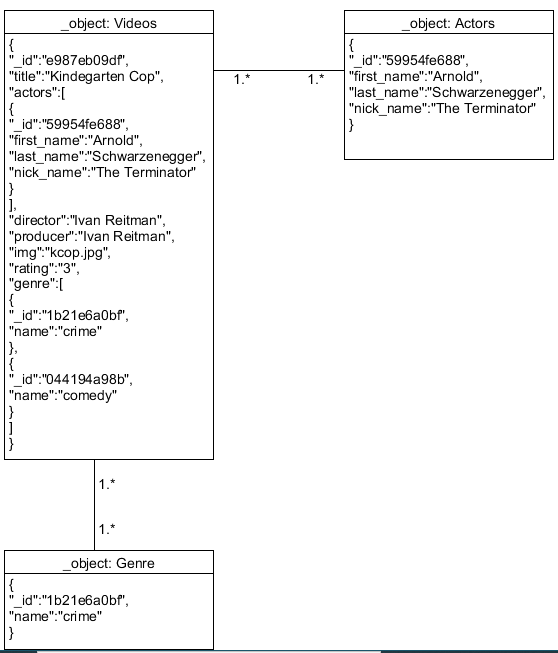 _object: Videos
{
"_id":"e987eb09df",
"title":"Kindegarten Cop",
"actors":[
{
"_id":"59954fe688",
"first_name":"Arnold",
"last_name":"Schwarzenegger",
"nick_name":"The Terminator"
}
],
"director":"Ivan Reitman",
"producer":"Ivan Reitman",
"img":"kcop.jpg",
"rating":"3",
"genre":[
{
"_id":"1b21e6a0bf",
"name":"crime"
},
{
"_id":"044194a98b",
"name":"comedy"
}
]
}
1.*
1.*
_object: Actors
{
"_id":"59954fe688",
"first_name":"Arnold",
"last_name":"Schwarzenegger",
"nick_name":"The Terminator"
}
1.*
1.*
_object: Genre
{
"_id":"1b21e6a0bf",
"name":"crime"
}